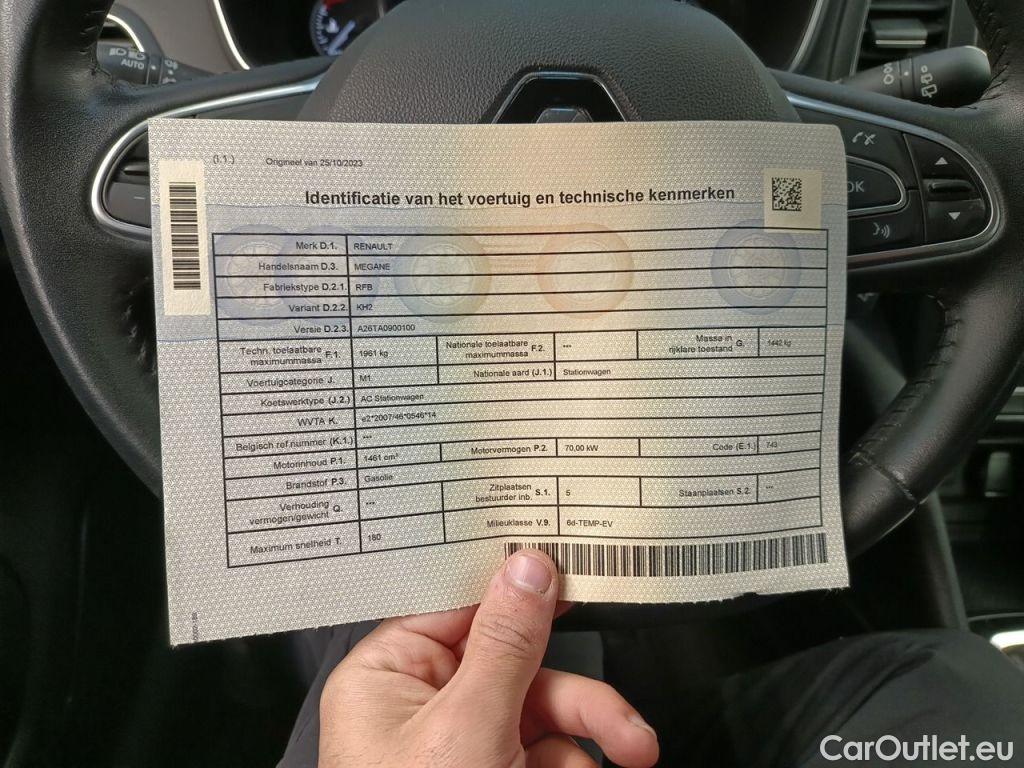 AUTO
OK
(I.1.) Origineel van 25/10/2023
Identificatie van het voertuig en technische kenmerken
Merk D.1. RENAULT
Handelsnaam D.3. MEGANE
Fabriekstype D.2.1. RFB
Variant D.2.2. KH2
Versie D.2.3. A26TA0900100
Techn. toelaatbare maximummassa F.1. 1961 kg Nationale toelaatbare maximummassa F.2. *** Massa in rijklare toestand G. 1442 kg
Voertuigcategorie J. M1 Nationale aard (J.1.) Stationwagen
Koetswerktype (J.2.) AC Stationwagen
WVTA K. e2*2007/46*0546*14
Belgisch ref.nummer (K.1.) ***
Motorinhoud P.1. 1461 cm³ Motorvermogen P.2. 70,00 kW Code (E.1.) 743
Brandstof P.3. Gasolie
Verhouding vermogen/gewicht Q. *** Zitplaatsen bestuurder inb. S.1. 5 Staanplaatsen S.2. ***
Maximum snelheid T. 180 Milieuklasse V.9. 6d-TEMP-EV
CarOutlet.eu